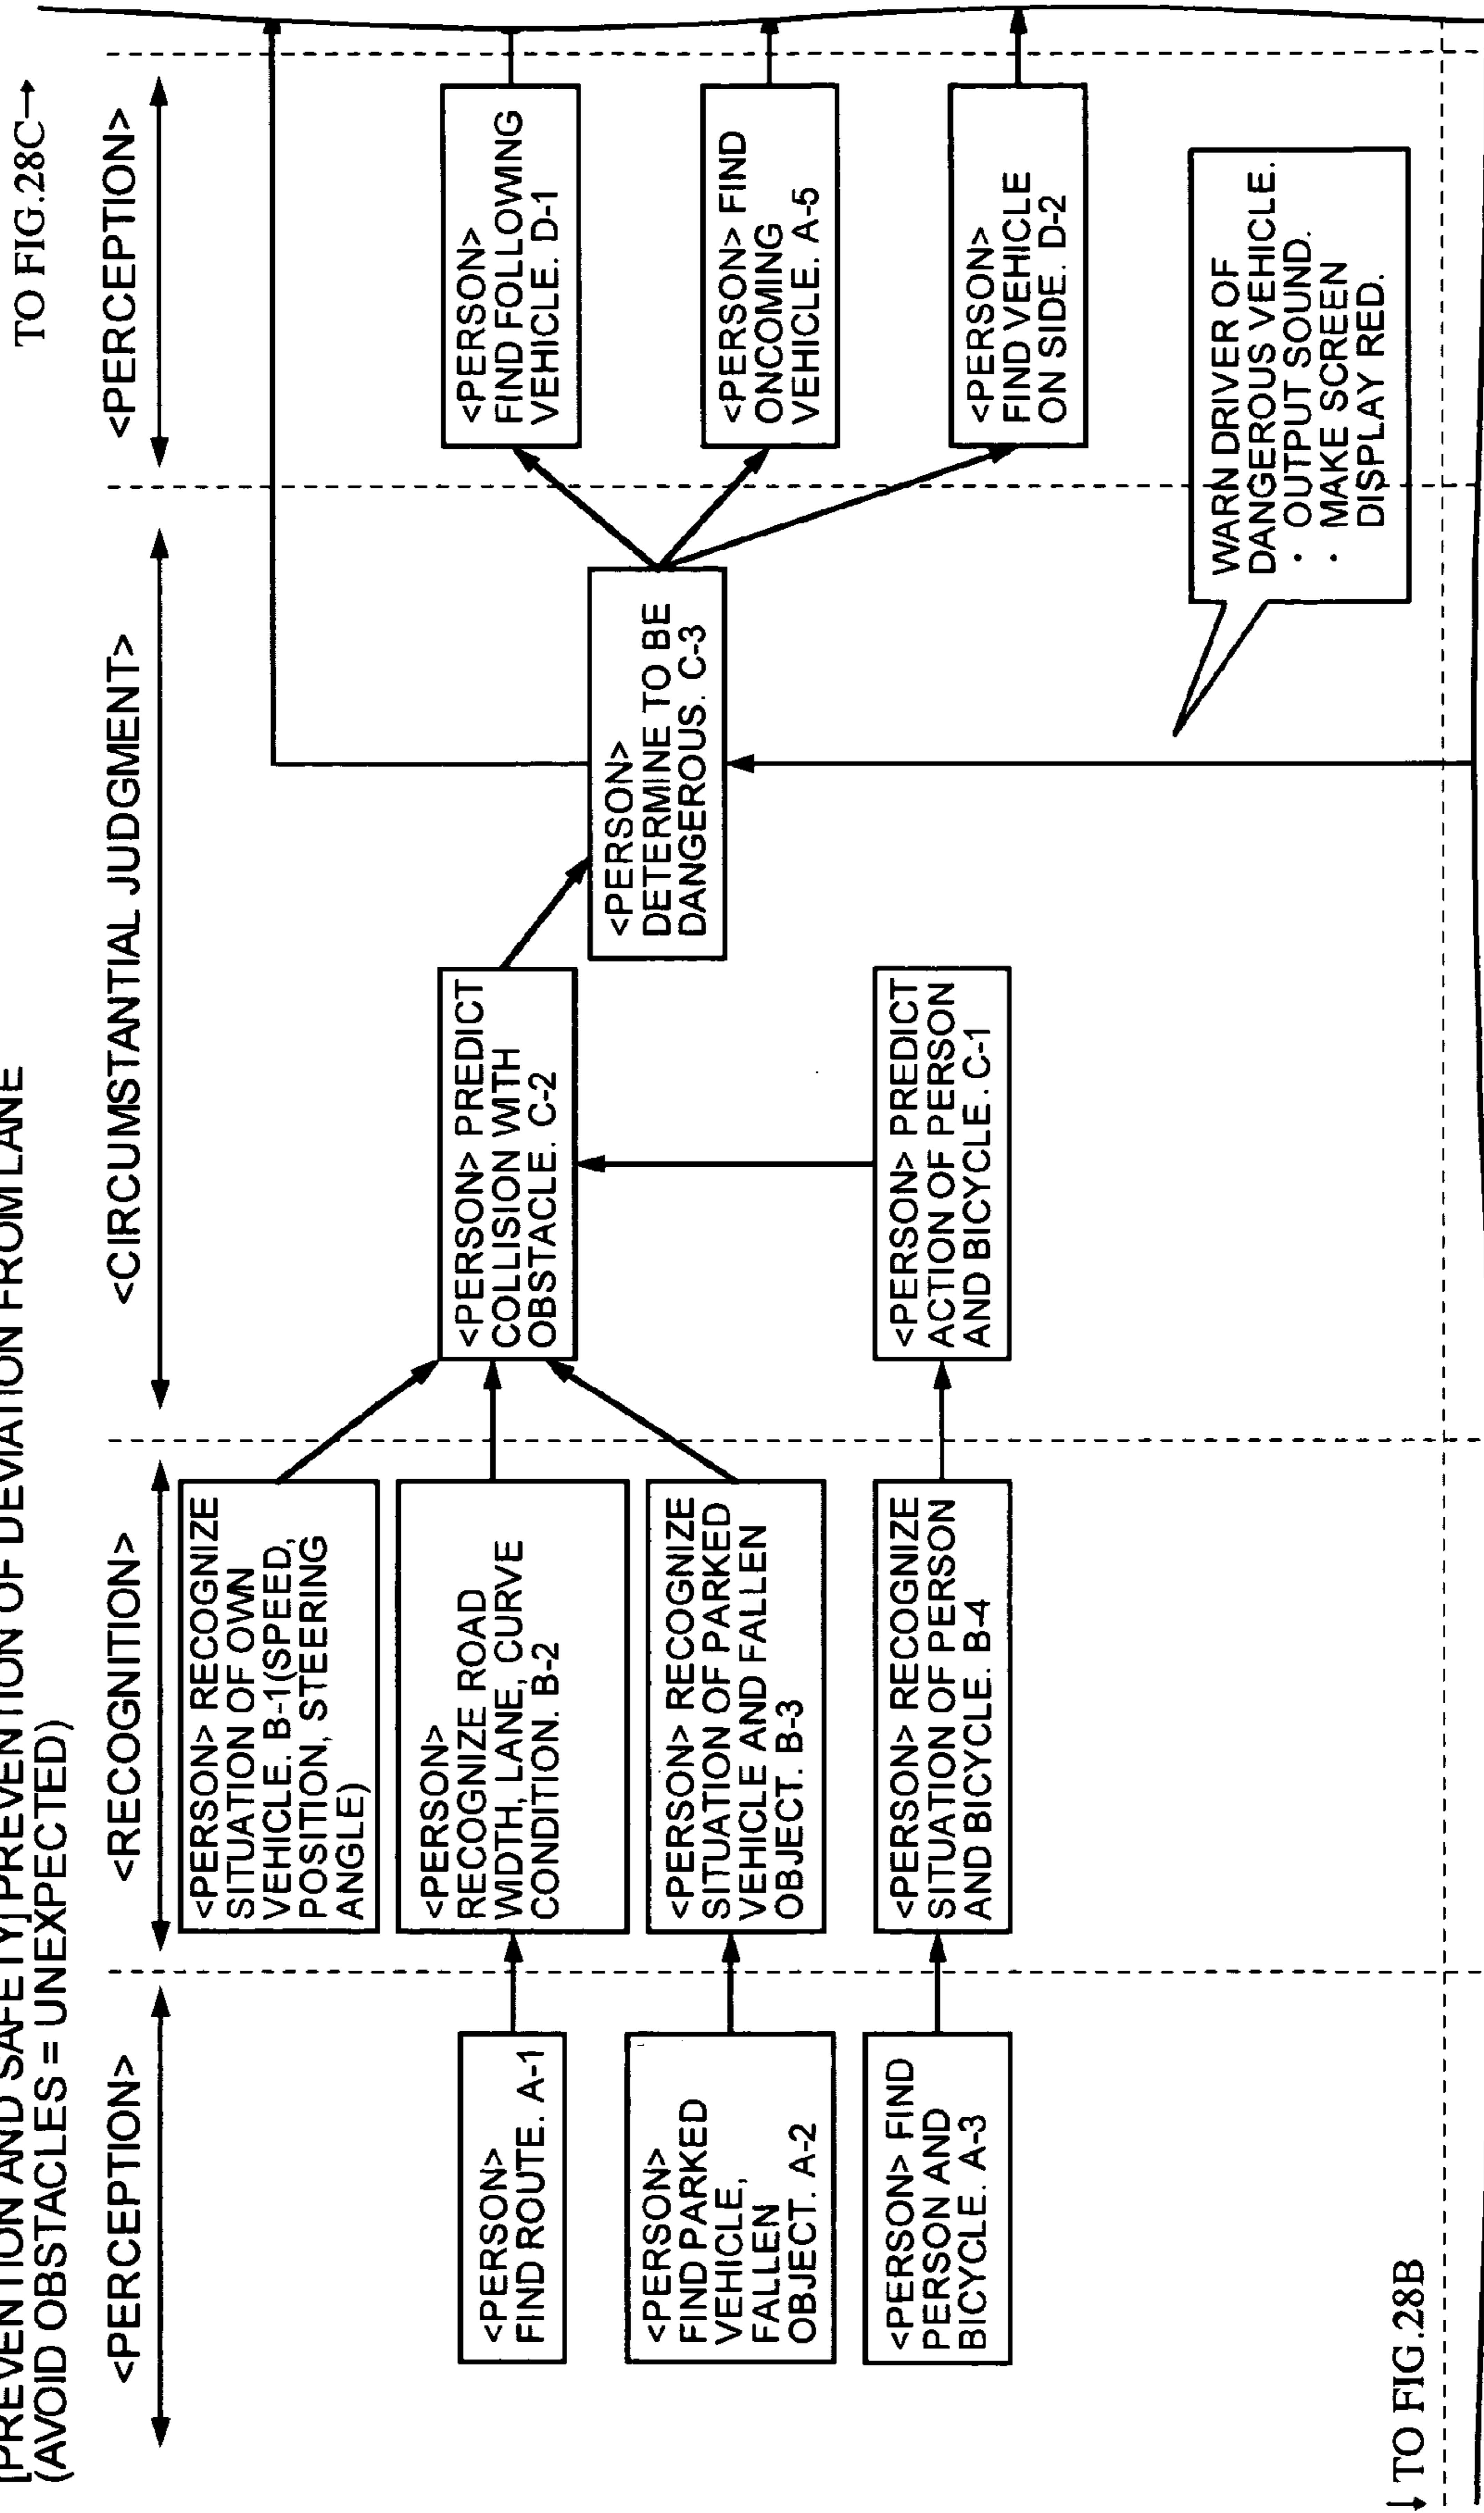 [PREVENTION AND SAFETY] PREVENTION OF DEVIATION FROM LANE
(AVOID OBSTACLES = UNEXPECTED)
TO FIG.28C→
<PERCEPTION>
<RECOGNITION>
<CIRCUMSTANTIAL JUDGMENT>
<PERCEPTION>
<PERSON>
FIND ROUTE. A-1
<PERSON>
FIND PARKED
VEHICLE,
FALLEN
OBJECT. A-2
<PERSON> FIND
PERSON AND
BICYCLE. A-3
<PERSON> RECOGNIZE
SITUATION OF OWN
VEHICLE. B-1(SPEED,
POSITION, STEERING
ANGLE)
<PERSON>
RECOGNIZE ROAD
WIDTH, LANE, CURVE
CONDITION. B-2
<PERSON> RECOGNIZE
SITUATION OF PARKED
VEHICLE AND FALLEN
OBJECT. B-3
<PERSON> RECOGNIZE
SITUATION OF PERSON
AND BICYCLE. B-4
<PERSON> PREDICT
COLLISION WITH
OBSTACLE. C-2
<PERSON> PREDICT
ACTION OF PERSON
AND BICYCLE. C-1
<PERSON>
DETERMINE TO BE
DANGEROUS. C-3
<PERSON>
FIND FOLLOWING
VEHICLE. D-1
<PERSON> FIND
ONCOMING
VEHICLE. A-5
<PERSON>
FIND VEHICLE
ON SIDE. D-2
WARN DRIVER OF
DANGEROUS VEHICLE.
・ OUTPUT SOUND.
・ MAKE SCREEN
DISPLAY RED.
↓ TO FIG.28B